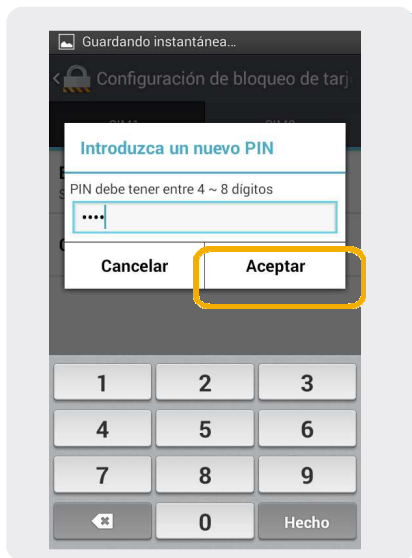 Guardando instantánea...
Configuración de bloqueo de tarj
Introduzca un nuevo PIN
PIN debe tener entre 4 ~ 8 dígitos
••••
Cancelar Aceptar
1 2 3
4 5 6
7 8 9
0 Hecho